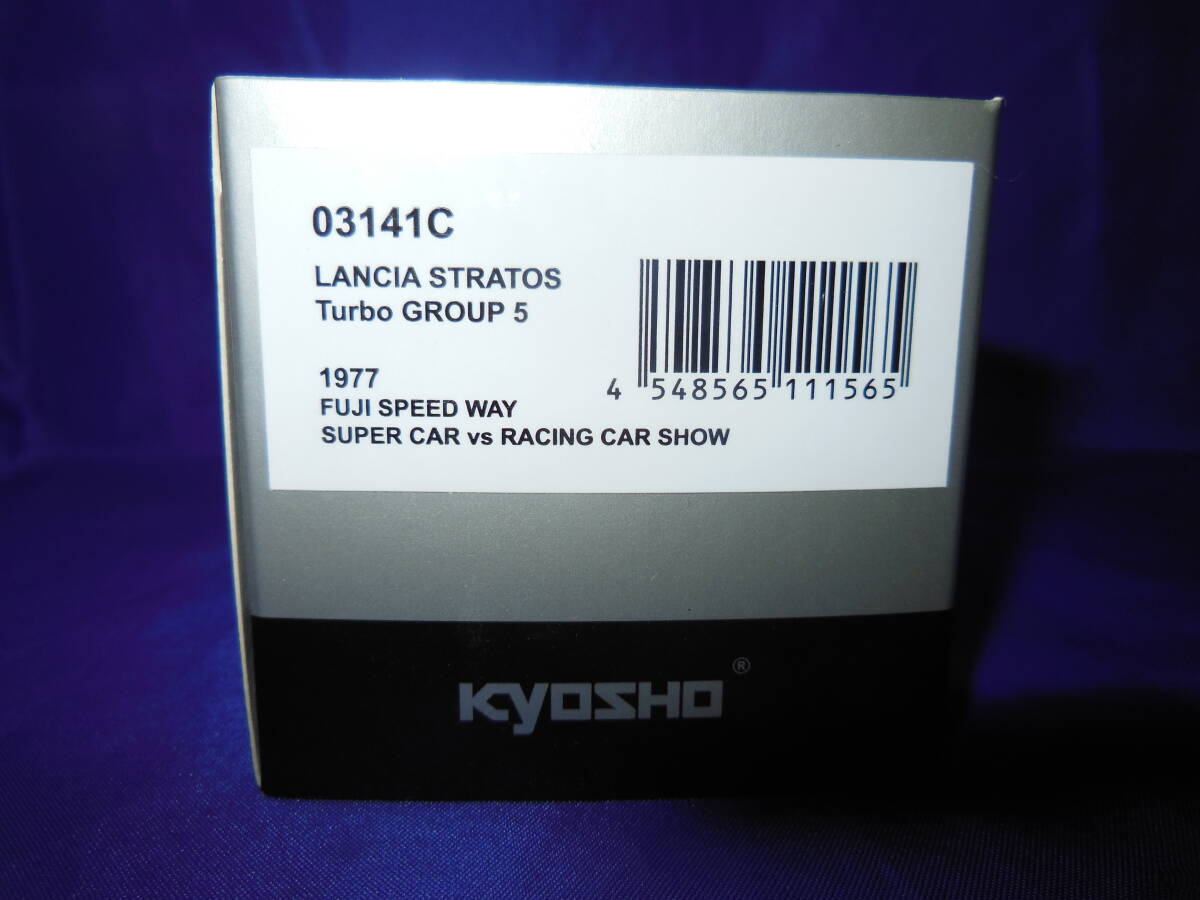 03141C
LANCIA STRATOS
Turbo GROUP 5
1977
FUJI SPEED WAY
SUPER CAR vs RACING CAR SHOW
4 548565 111565
KYOSHO ®